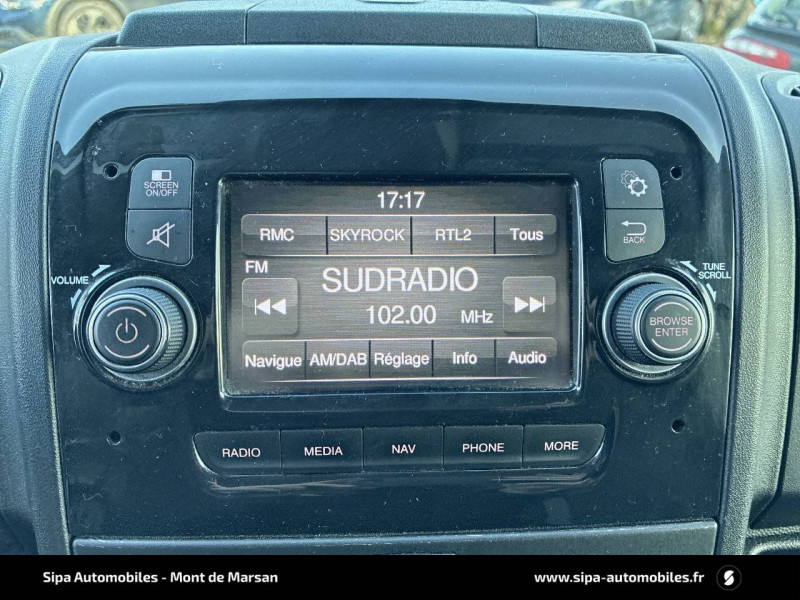 SCREEN
ON/OFF
VOLUME
17:17
RMC SKYROCK RTL2 Tous
FM
SUDRADIO
102.00 MHz
Navigue AM/DAB Réglage Info Audio
BACK
TUNE
SCROLL
BROWSE
ENTER
RADIO MEDIA NAV PHONE MORE
Sipa Automobiles - Mont de Marsan www.sipa-automobiles.fr